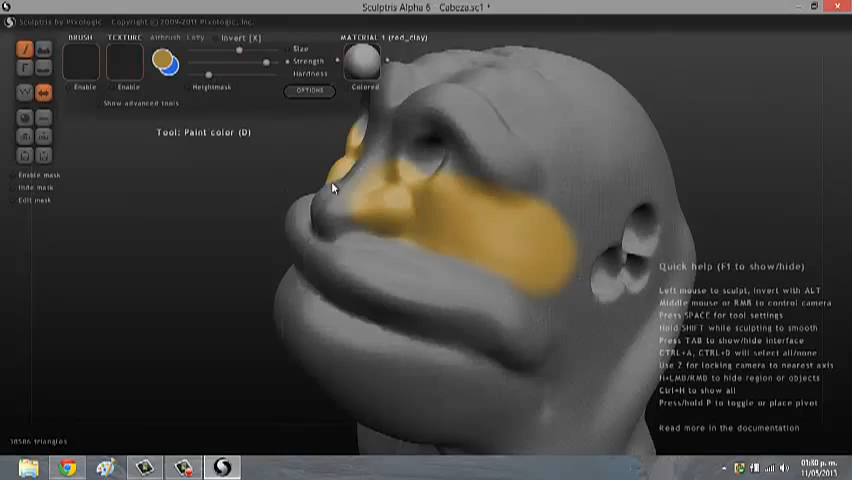 Sculptris Alpha 6 - Cabeza.sc1 *
Sculptris by Pixologic. Copyright © 2009-2011 Pixologic, Inc.
BRUSH
TEXTURE
Airbrush
Lazy
Invert [X]
Size
Strength
Hardness
MATERIAL 1 (red_clay)
Enable
Enable
Heightmask
OPTIONS
Colored
Show advanced tools
Tool: Paint color (D)
Enable mask
Hide mask
Edit mask
Quick help (F1 to show/hide)
Left mouse to sculpt, invert with ALT
Middle mouse or RMB to control camera
Press SPACE for tool settings
Hold SHIFT while sculpting to smooth
Press TAB to show/hide interface
CTRL+A, CTRL+D will select all/none
Use Z for locking camera to nearest axis
H+LMB/RMB to hide region or objects
Ctrl+H to show all
Press/hold P to toggle or place pivot
Read more in the documentation
triangles
01:80 p. m.
11/05/2013